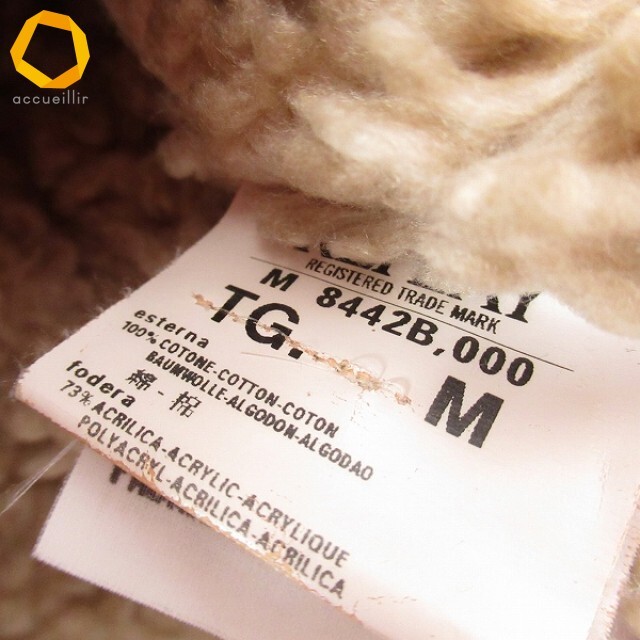 accueillir
REGISTERED TRADE MARK
M 8442B,000
TG. M
esterna
100% COTONE-COTTON-COTON
BAUMWOLLE-ALGODON-ALGODAO
綿 - 棉
fodera
73% ACRILICA-ACRYLIC-ACRYLIQUE
POLYACRYL-ACRILICA-ACRILICA